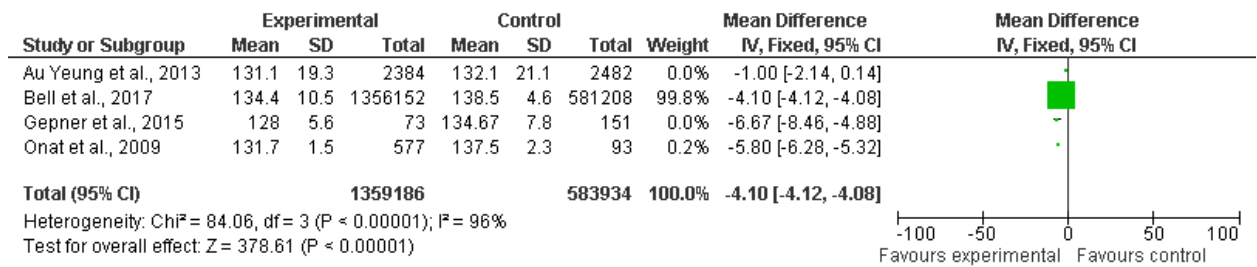 Experimental Control Mean Difference Mean Difference
Study or Subgroup Mean SD Total Mean SD Total Weight IV, Fixed, 95% CI IV, Fixed, 95% CI
Au Yeung et al., 2013 131.1 19.3 2384 132.1 21.1 2482 0.0% -1.00 [-2.14, 0.14]
Bell et al., 2017 134.4 10.5 1356152 138.5 4.6 581208 99.8% -4.10 [-4.12, -4.08]
Gepner et al., 2015 128 5.6 73 134.67 7.8 151 0.0% -6.67 [-8.46, -4.88]
Onat et al., 2009 131.7 1.5 577 137.5 2.3 93 0.2% -5.80 [-6.28, -5.32]
Total (95% CI) 1359186 583934 100.0% -4.10 [-4.12, -4.08]
Heterogeneity: Chi² = 84.06, df = 3 (P < 0.00001); I² = 96%
Test for overall effect: Z = 378.61 (P < 0.00001)
-100 -50 0 50 100
Favours experimental Favours control